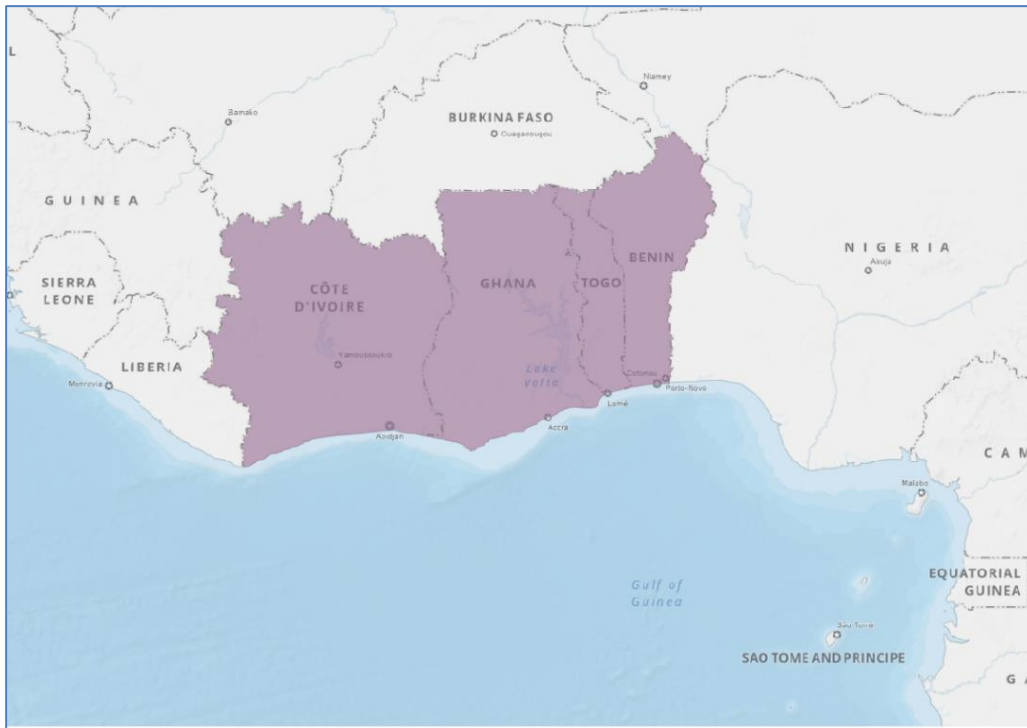 L
Niamey
Bamako
BURKINA FASO
Ouagadougou
GUINEA
NIGERIA
Abuja
BENIN
SIERRA
LEONE
CÔTE
D'IVOIRE
GHANA
TOGO
LIBERIA
Yamoussoukro
Lake
Volta
Cotonou
Porto-Novo
Monrovia
Lomé
Accra
Abidjan
CAM
Malabo
EQUATORIAL
GUINEA
Gulf of
Guinea
São Tomé
SAO TOME AND PRINCIPE
GA